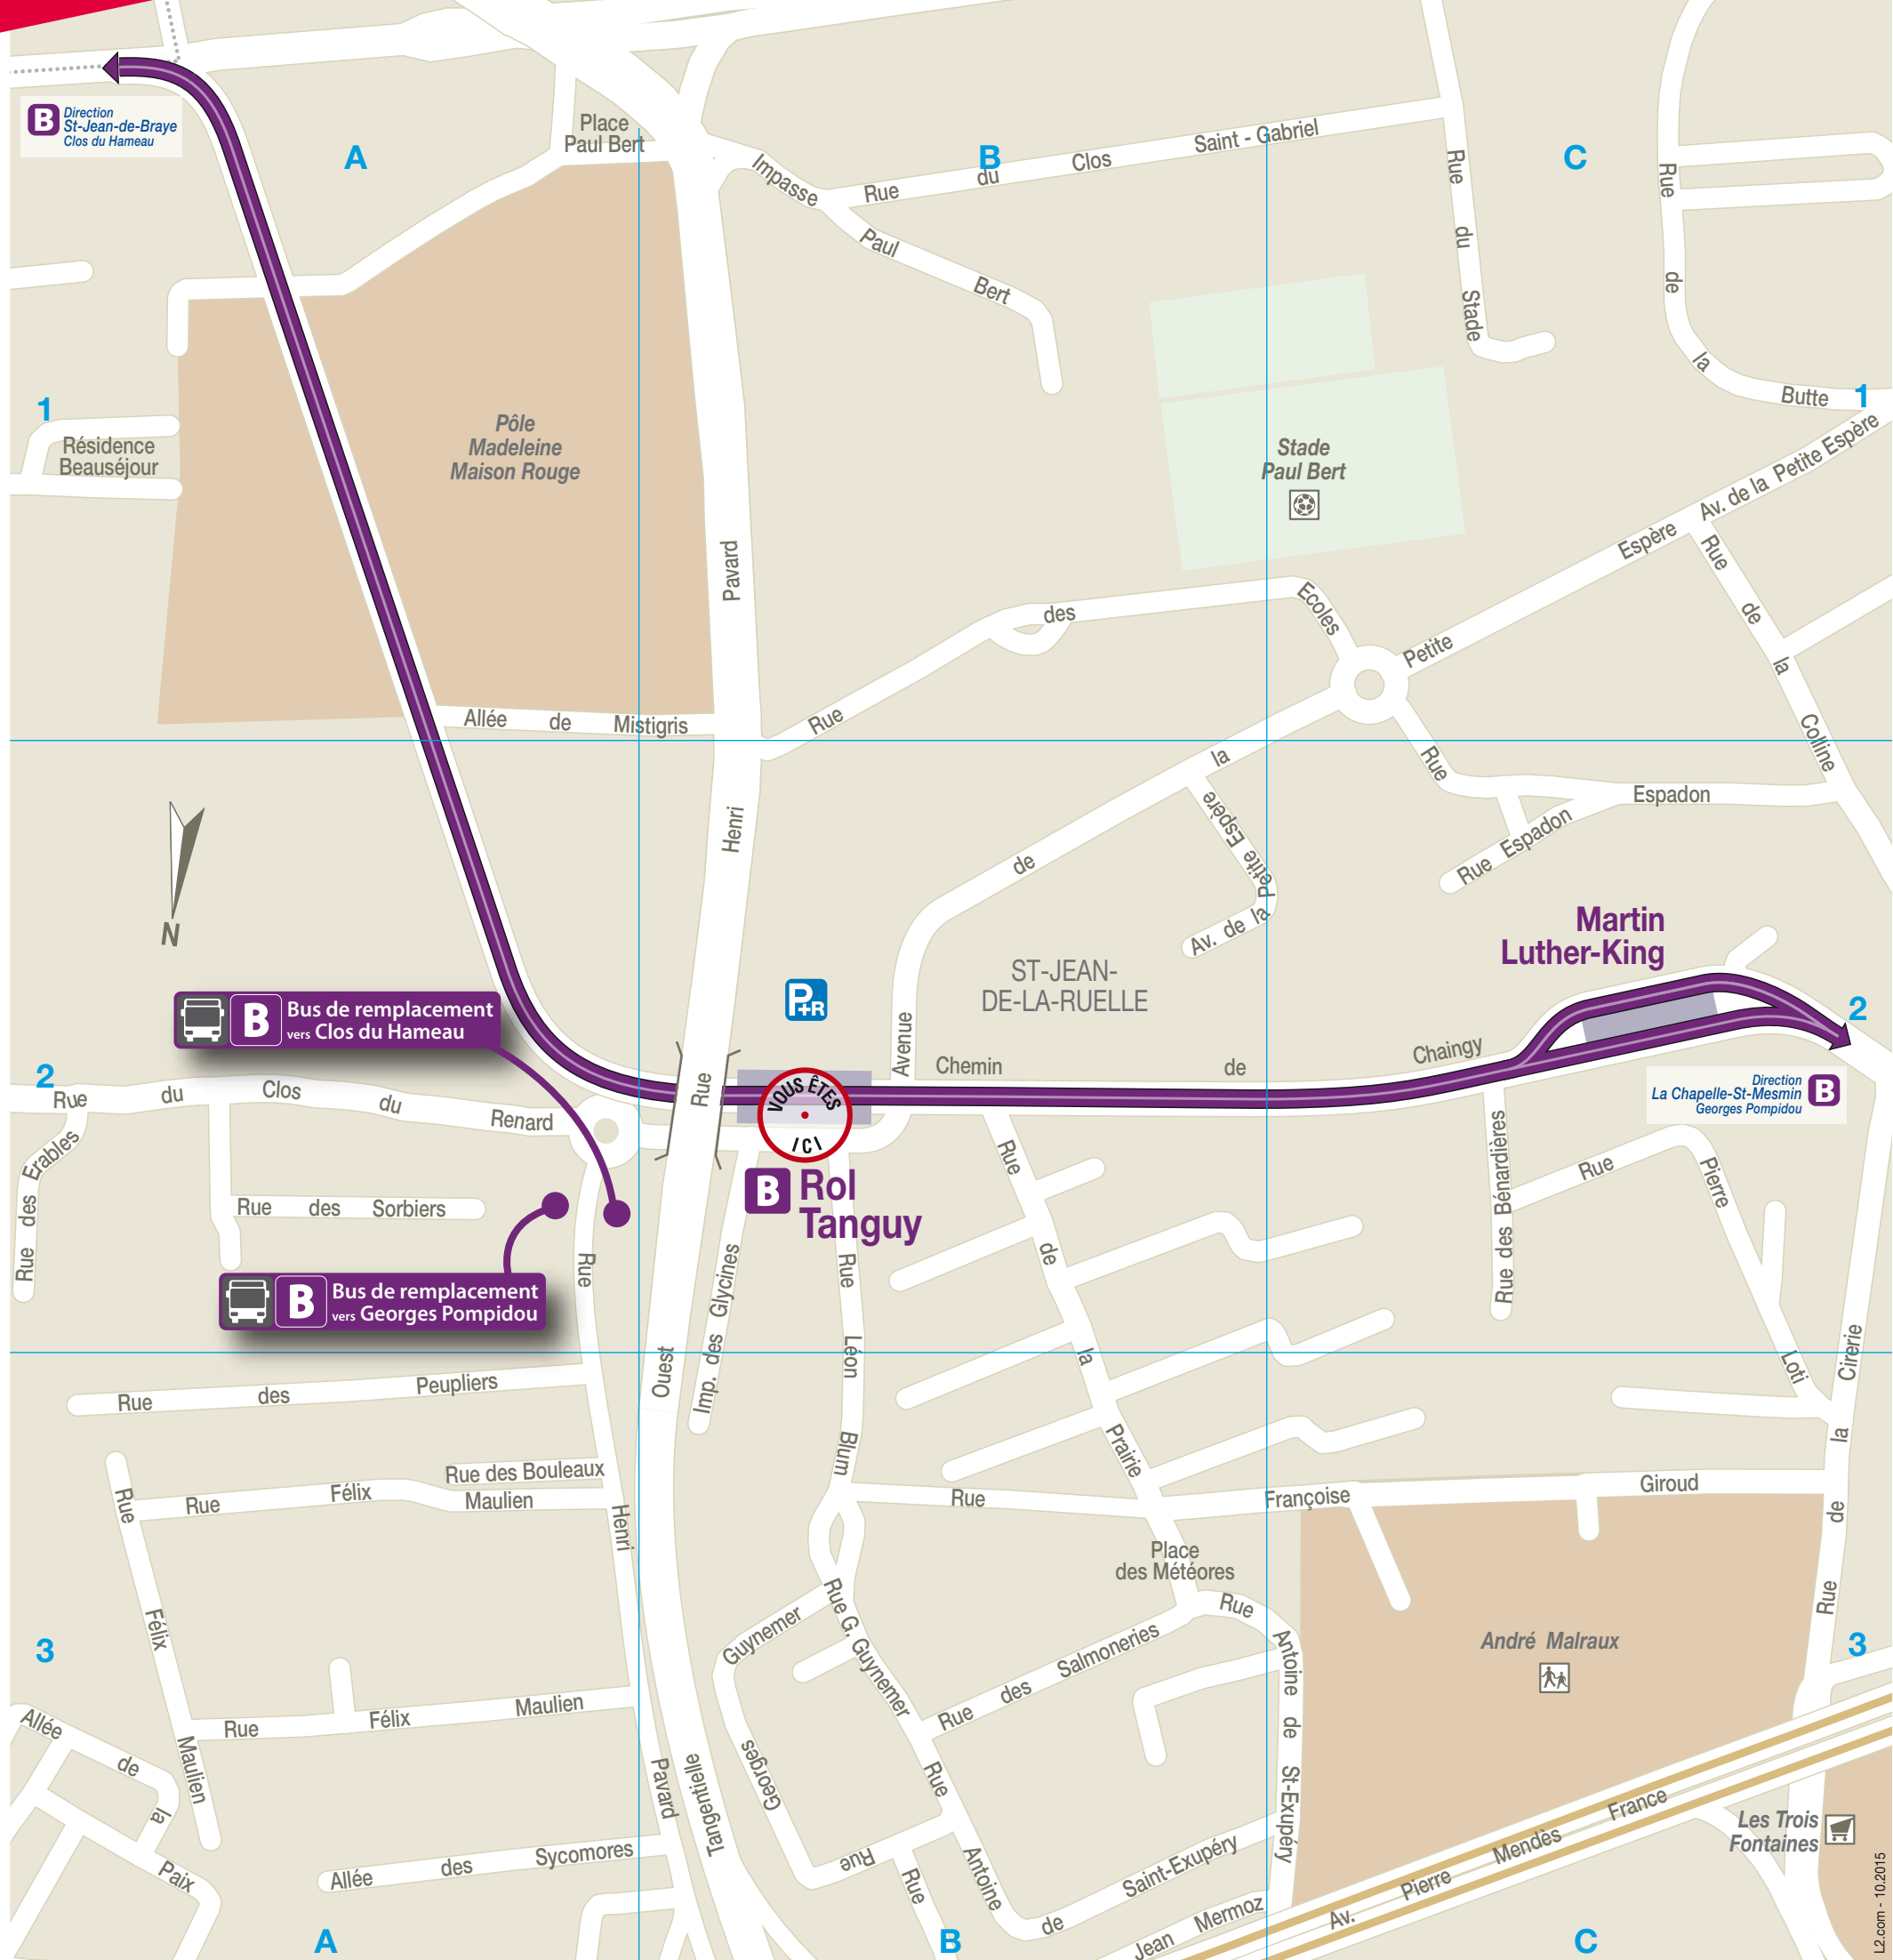 B
Direction
St-Jean-de-Braye
Clos du Hameau
A
B
C
Place
Paul Bert
Impasse Paul Bert
Rue du Clos Saint - Gabriel
Rue du Stade
Rue de la Butte
1
1
Résidence
Beauséjour
Pôle
Madeleine
Maison Rouge
Stade
Paul Bert
Av. de la Petite Espère
Rue des Ecoles
Allée de Mistigris
Rue de la Colline
Avenue de la Petite Espère
Rue Espadon
Rue Espadon
Av. de la Petite Espère
N
Martin
Luther-King
ST-JEAN-
DE-LA-RUELLE
P+R
B
Bus de remplacement
vers Clos du Hameau
2
2
Chemin de Chaingy
Rue Henri Pavard
VOUS ÊTES
ICI
B
Rol
Tanguy
Direction
La Chapelle-St-Mesmin
Georges Pompidou
B
Rue du Clos du Renard
Rue des Erables
Rue des Sorbiers
B
Bus de remplacement
vers Georges Pompidou
Imp. des Glycines
Rue Léon Blum
Rue de la Prairie
Rue des Bénardières
Rue Pierre Loti
Rue de la Cirerie
Rue des Peupliers
Rue des Bouleaux
Rue Félix Maulien
Rue Félix Maulien
Rue Félix Maulien
Rue Henri Pavard
Tangentielle Ouest
Rue Françoise Giroud
Place
des Météores
Rue G. Guynemer
Rue Georges Guynemer
Rue des Salmoneries
Rue Antoine de St-Exupéry
André Malraux
3
3
Allée de la Paix
Allée des Sycomores
Rue Antoine de Saint-Exupéry
Rue Jean Mermoz
Av. Pierre Mendès France
Les Trois
Fontaines
A
B
C
L2.com - 10.2015